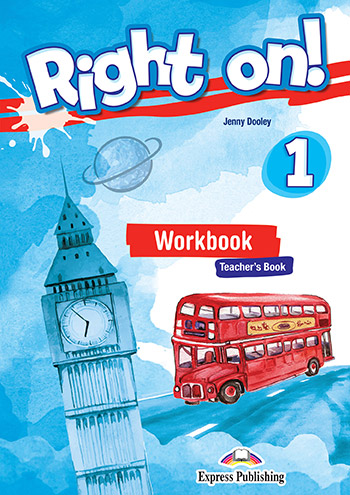 Right on!
Jenny Dooley
1
Workbook
Teacher's Book
Express Publishing